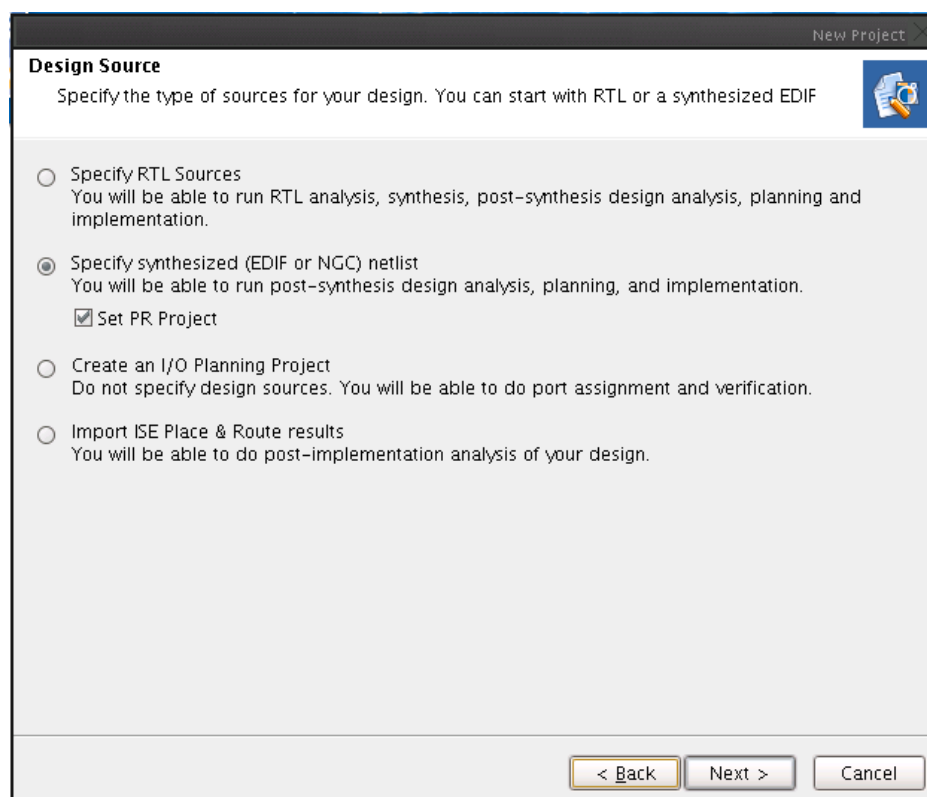 New Project
Design Source
Specify the type of sources for your design. You can start with RTL or a synthesized EDIF
Specify RTL Sources
You will be able to run RTL analysis, synthesis, post-synthesis design analysis, planning and
implementation.
Specify synthesized (EDIF or NGC) netlist
You will be able to run post-synthesis design analysis, planning, and implementation.
Set PR Project
Create an I/O Planning Project
Do not specify design sources. You will be able to do port assignment and verification.
Import ISE Place & Route results
You will be able to do post-implementation analysis of your design.
< Back
Next >
Cancel